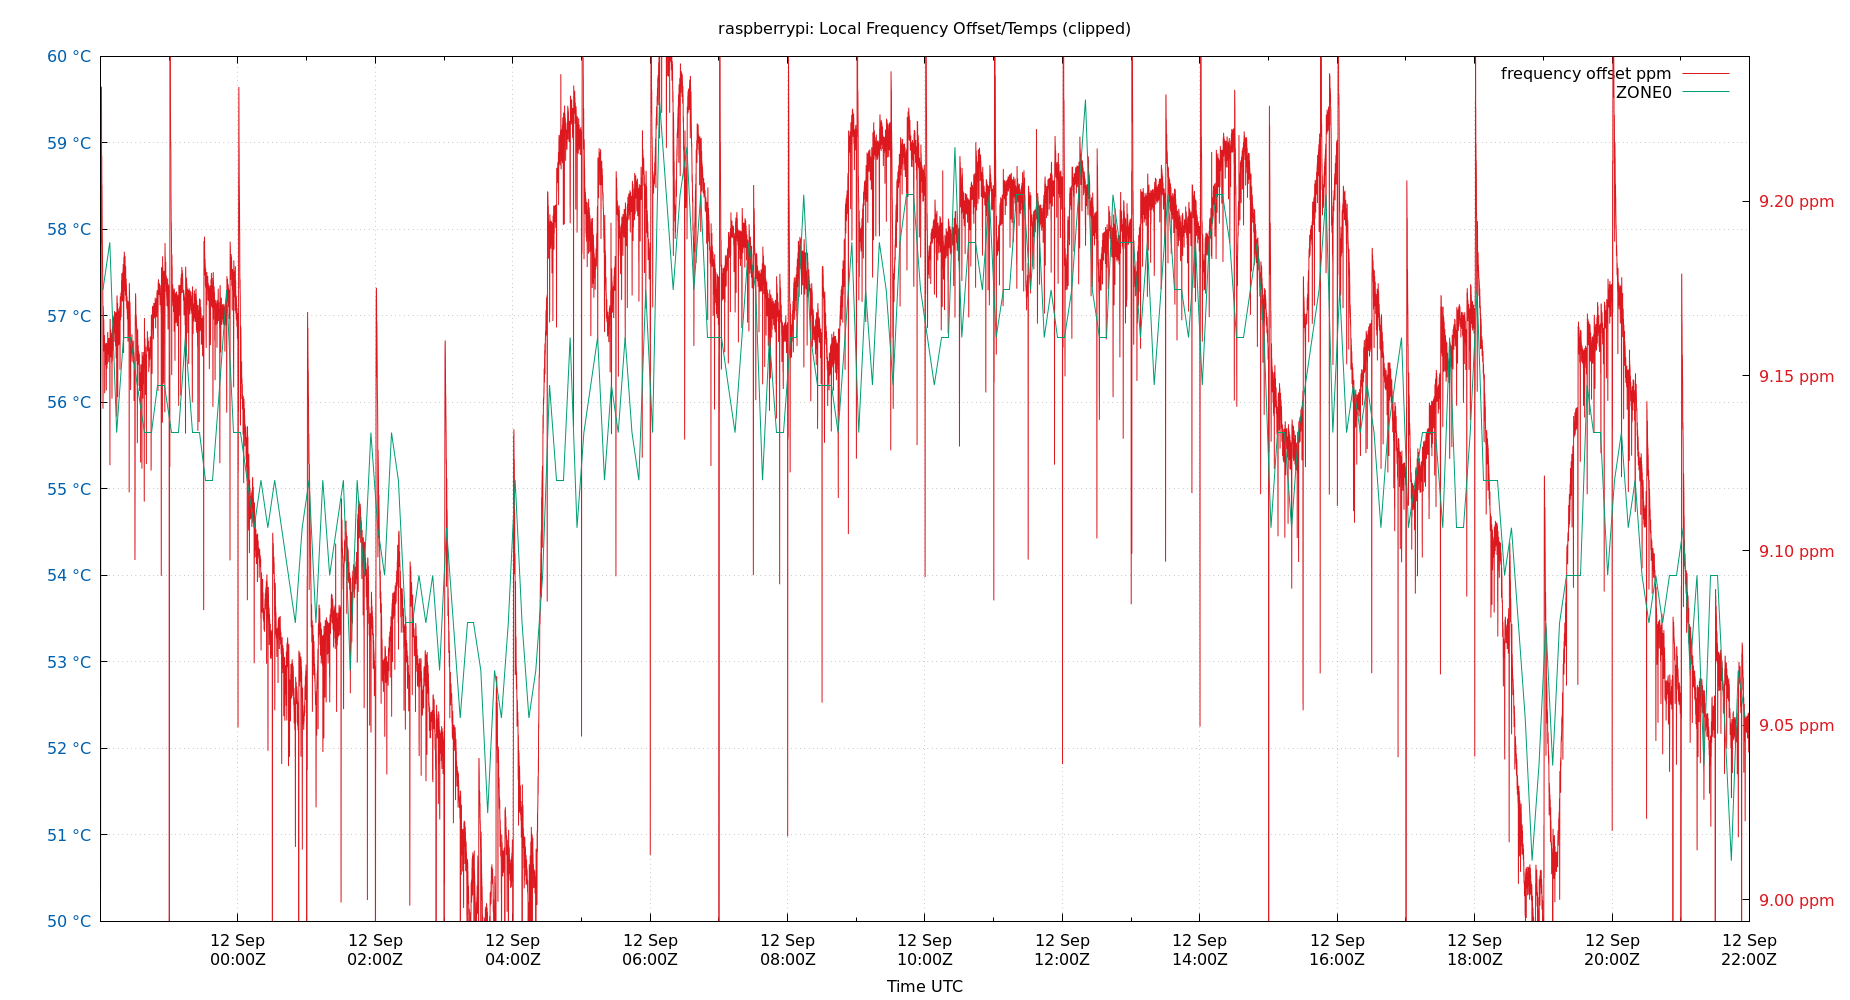 raspberrypi: Local Frequency Offset/Temps (clipped)
frequency offset ppm
ZONE0
60 °C
59 °C
58 °C
57 °C
56 °C
55 °C
54 °C
53 °C
52 °C
51 °C
50 °C
9.20 ppm
9.15 ppm
9.10 ppm
9.05 ppm
9.00 ppm
12 Sep
00:00Z
12 Sep
02:00Z
12 Sep
04:00Z
12 Sep
06:00Z
12 Sep
08:00Z
12 Sep
10:00Z
12 Sep
12:00Z
12 Sep
14:00Z
12 Sep
16:00Z
12 Sep
18:00Z
12 Sep
20:00Z
12 Sep
22:00Z
Time UTC